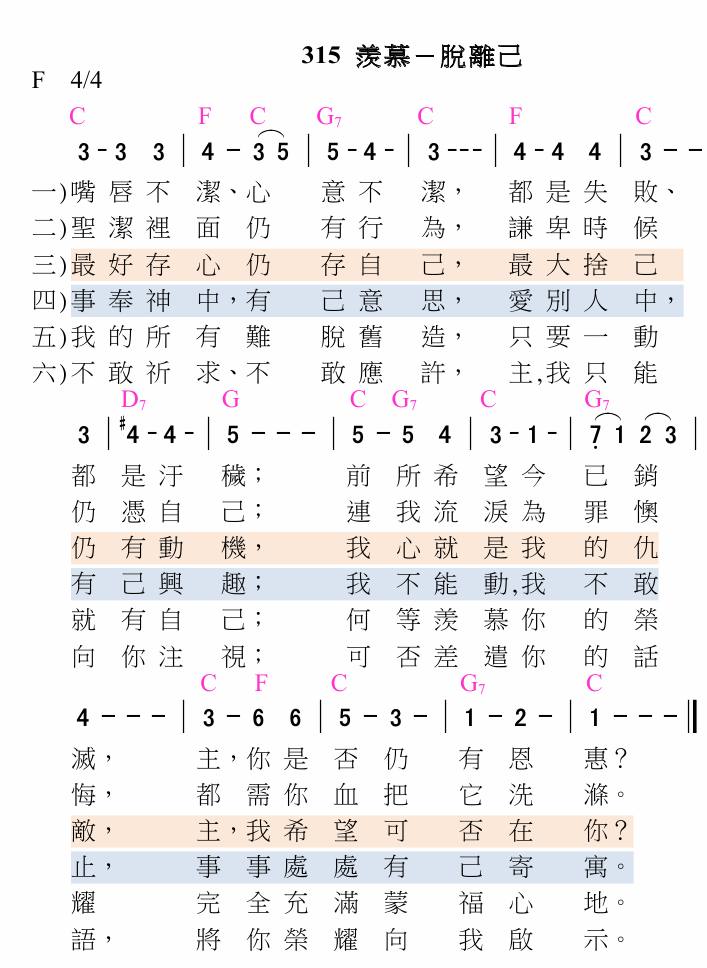 315 羨慕－脫離己
F 4/4
C F C G7 C F C
3 - 3 3 | 4 － 3 5 | 5 - 4 - | 3 --- | 4 - 4 4 | 3 － －
一)嘴唇不 潔、心 意不 潔， 都是失 敗、
二)聖潔裡 面 仍 有行 為， 謙卑時 候
三)最好存 心 仍 存自 己， 最大捨 己
四)事奉神 中，有 己意 思， 愛別人 中，
五)我的所 有 難 脫舊 造， 只要一 動
六)不敢祈 求、不 敢應 許， 主,我只 能
D7 G C G7 C G7
3 | #4 - 4 - | 5 － － － | 5 － 5 4 | 3 - 1 - | 7̣ 1 2 3 |
都 是汙 穢； 前 所希 望今 已 銷
仍 憑自 己； 連 我流 淚為 罪 懊
仍 有動 機， 我 心就 是我 的 仇
有 己興 趣； 我 不能 動,我 不 敢
就 有自 己； 何 等羨 慕你 的 榮
向 你注 視； 可 否差 遣你 的 話
C F C G7 C
4 － － － | 3 － 6 6 | 5 － 3 － | 1 － 2 － | 1 － － － ‖
滅， 主，你是 否 仍 有 恩 惠？
悔， 都 需你 血 把 它 洗 滌。
敵， 主，我希 望 可 否 在 你？
止， 事 事處 處 有 己 寄 寓。
耀 完 全充 滿 蒙 福 心 地。
語， 將 你榮 耀 向 我 啟 示。